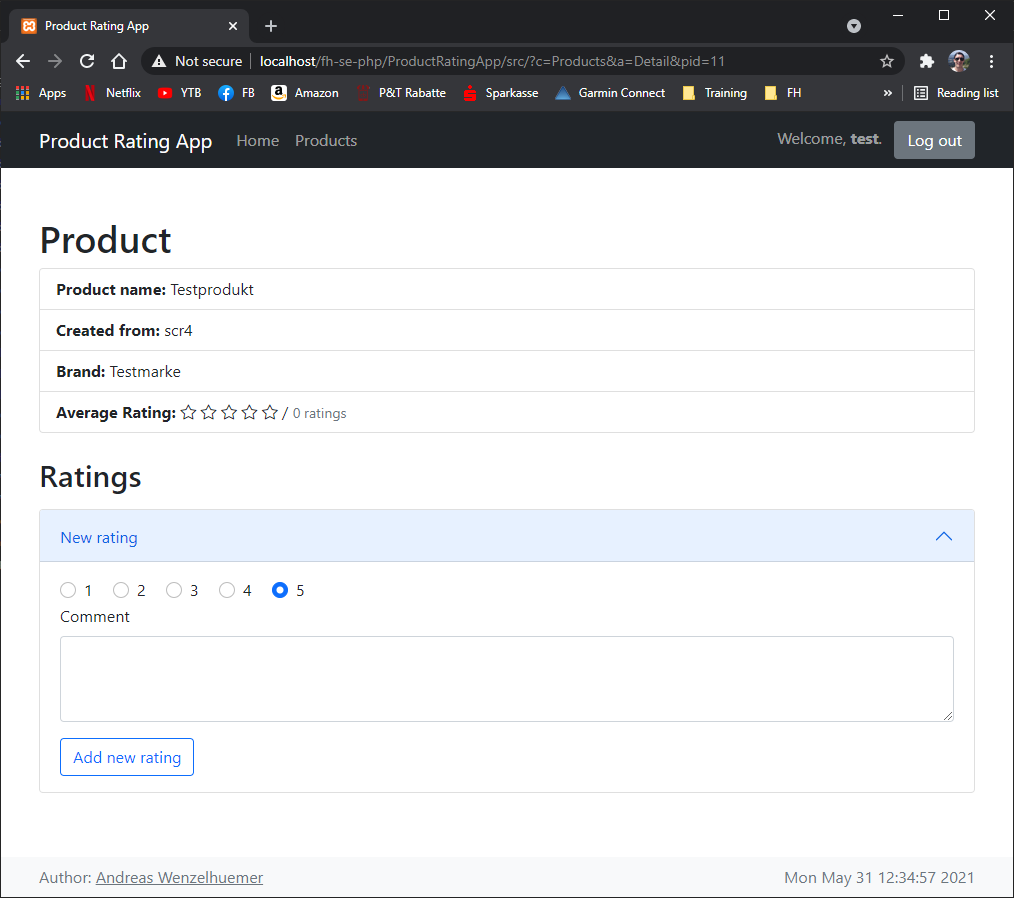 Product Rating App
Not secure localhost/fh-se-php/ProductRatingApp/src/?c=Products&a=Detail&pid=11
Apps Netflix YTB FB Amazon P&T Rabatte Sparkasse Garmin Connect Training FH » Reading list
Product Rating App Home Products Welcome, test. Log out
Product
Product name: Testprodukt
Created from: scr4
Brand: Testmarke
Average Rating: / 0 ratings
Ratings
New rating
1 2 3 4 5
Comment
Add new rating
Author: Andreas Wenzelhuemer Mon May 31 12:34:57 2021